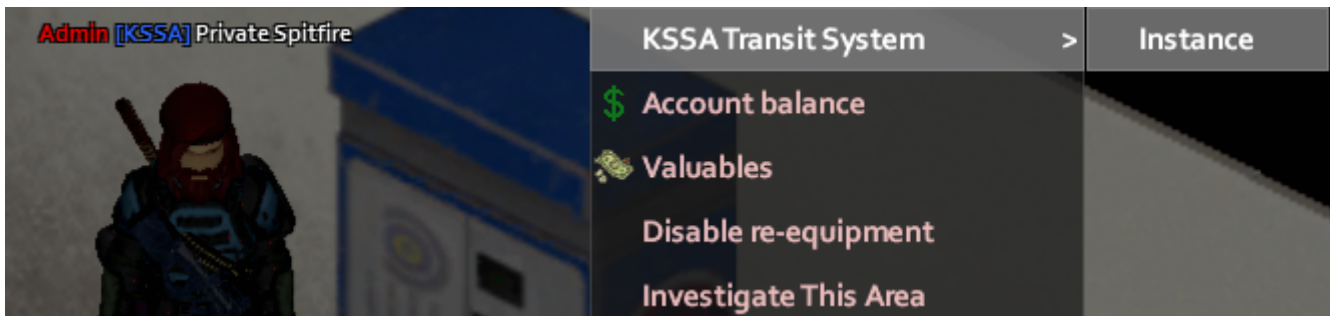 Admin [KSSA] Private Spitfire
KSSA Transit System > Instance
$ Account balance
Valuables
Disable re-equipment
Investigate This Area